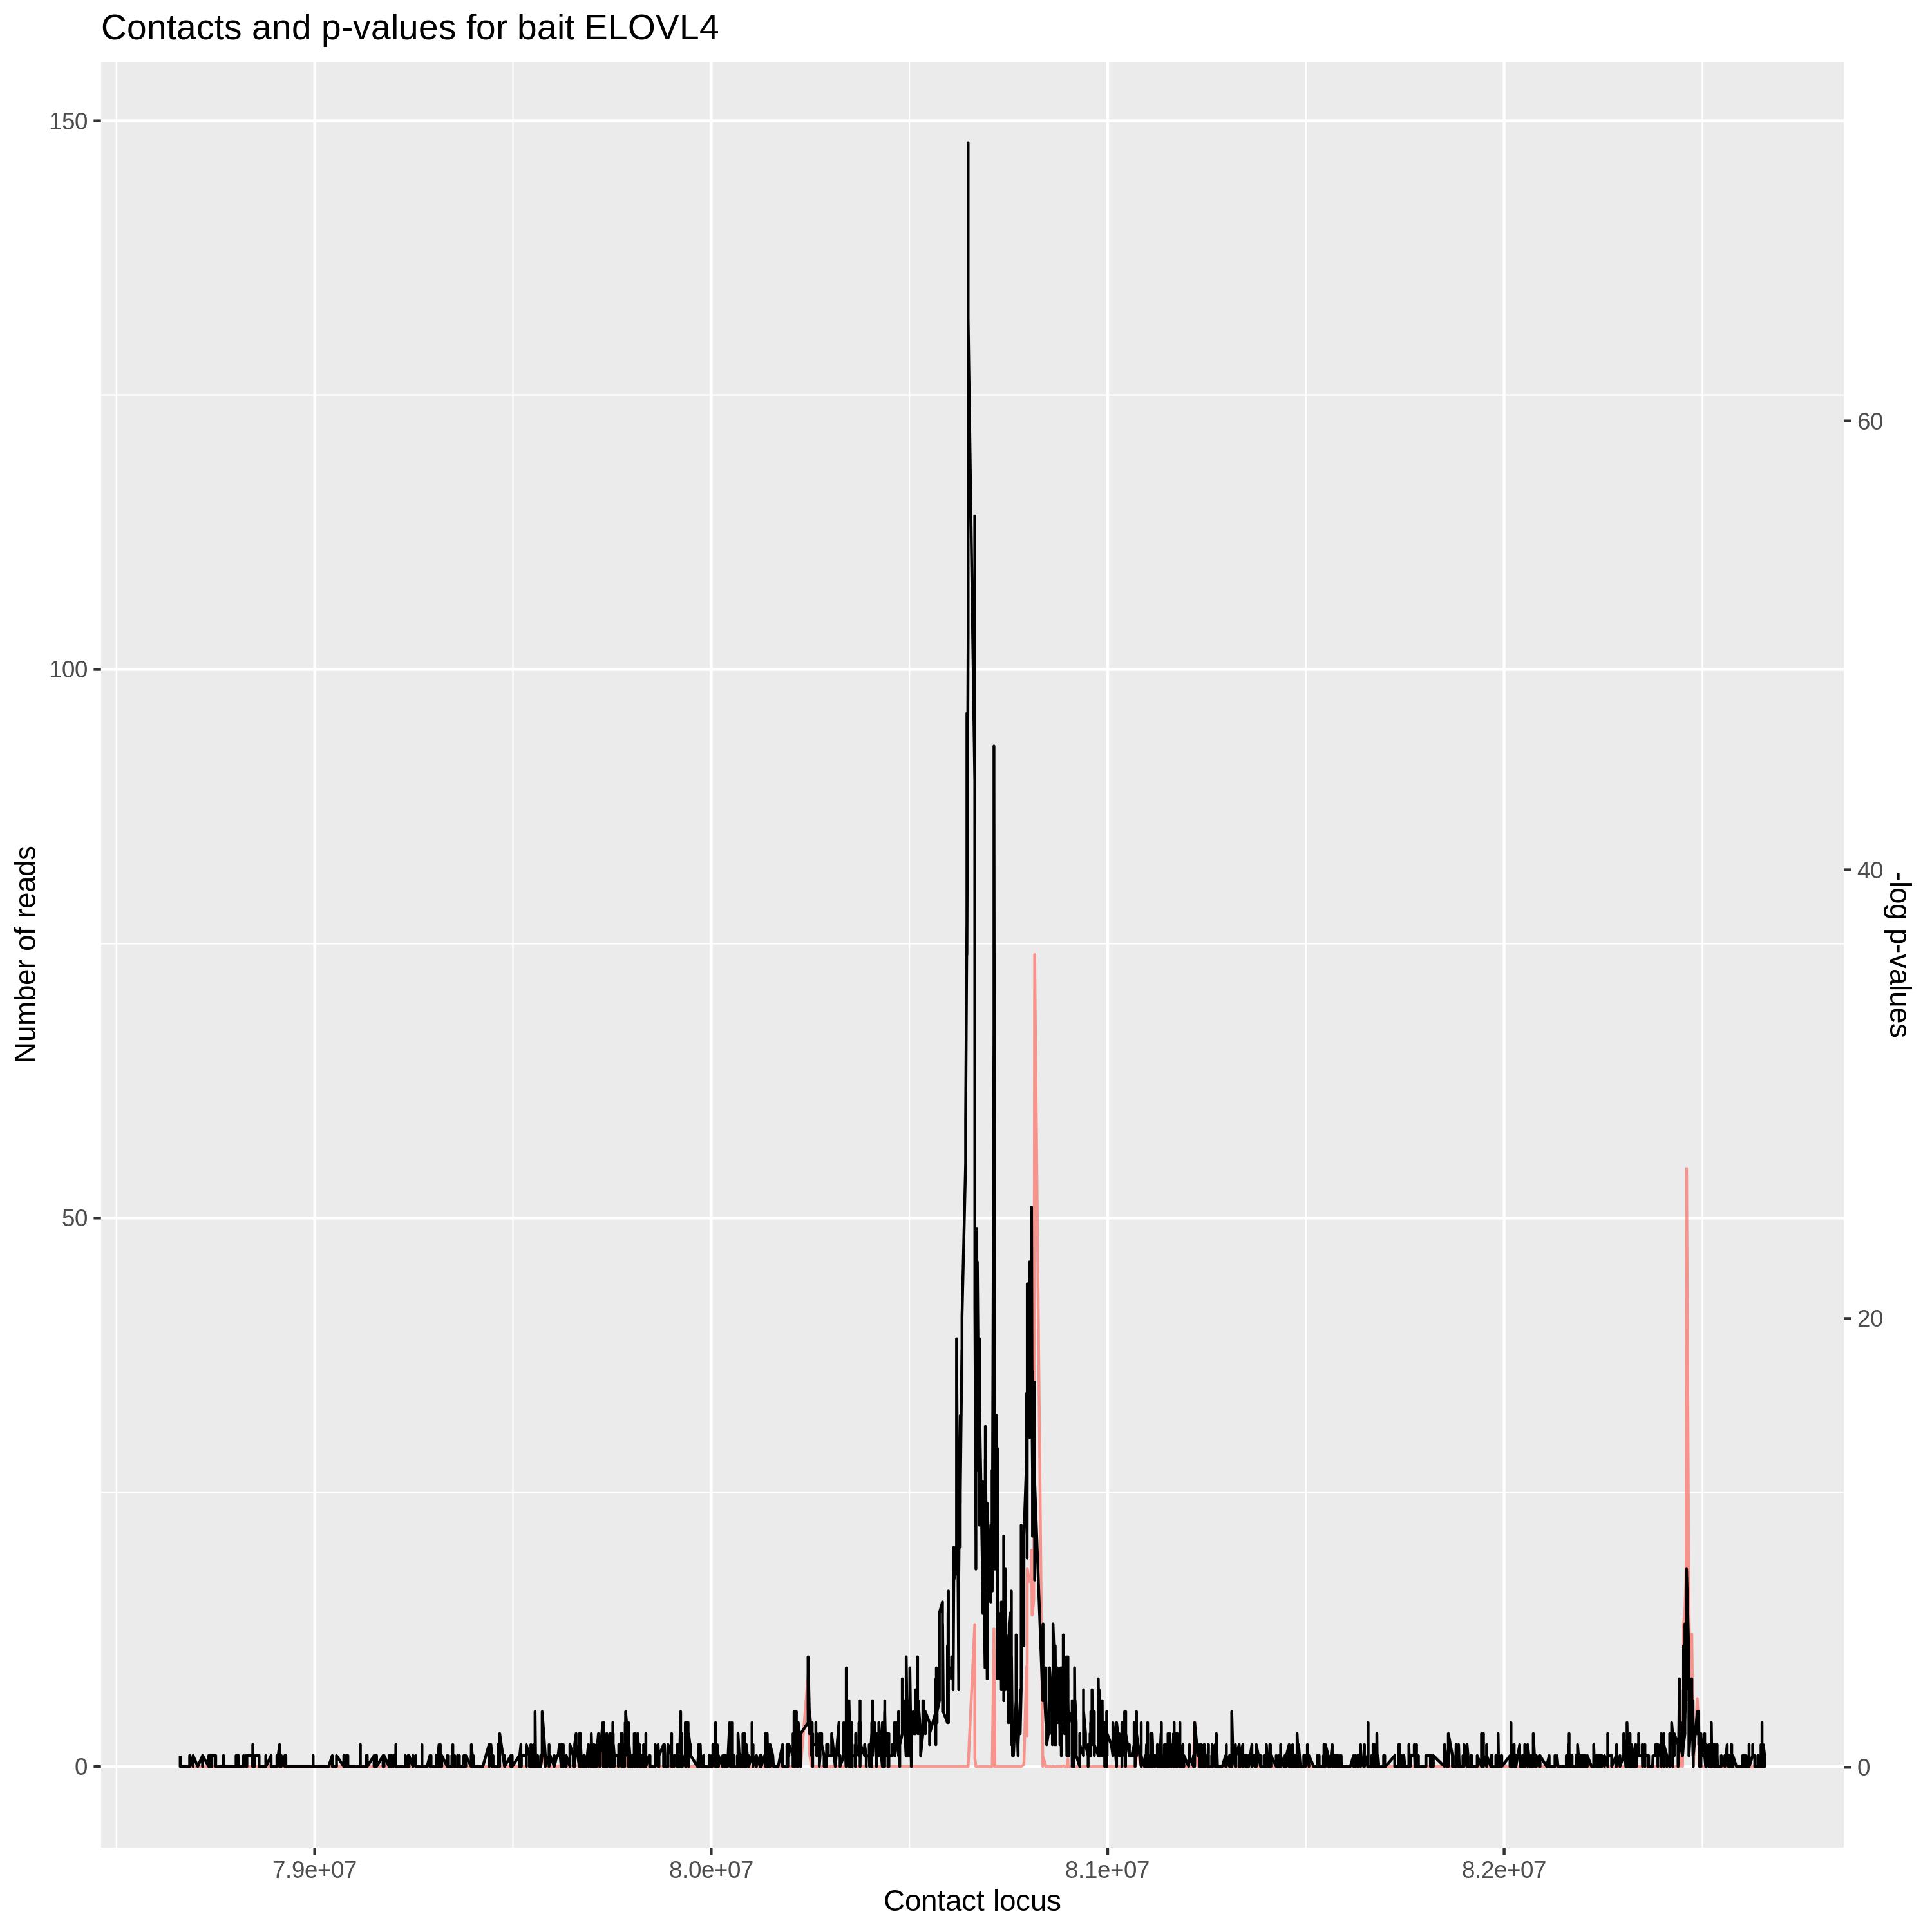 Contacts and p-values for bait ELOVL4
150
100
50
0
Number of reads
60
40
20
0
-log p-values
7.9e+07
8.0e+07
8.1e+07
8.2e+07
Contact locus